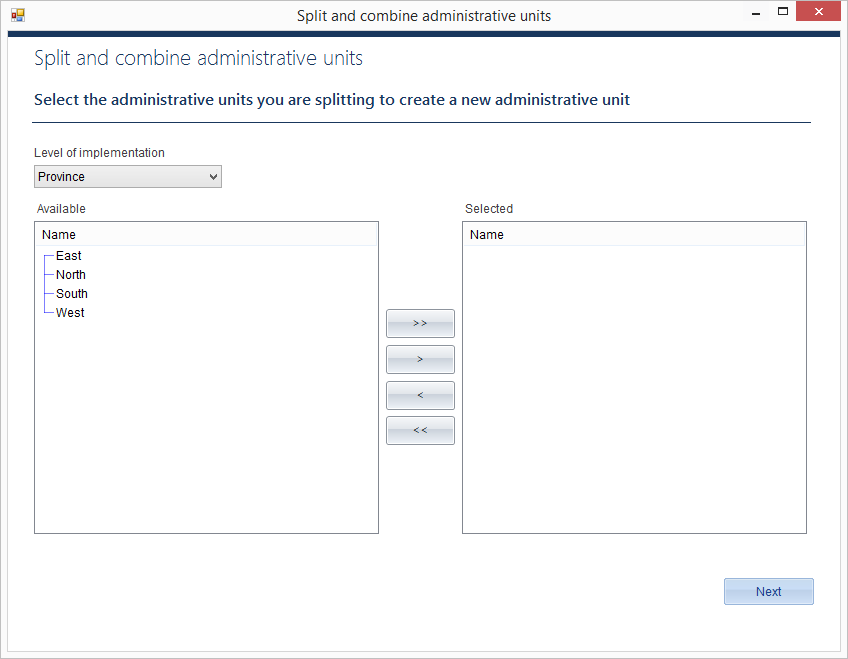 Split and combine administrative units
Split and combine administrative units
Select the administrative units you are splitting to create a new administrative unit
Level of implementation
Province
Available
Selected
Name
Name
East
North
South
West
>>
>
<
<<
Next